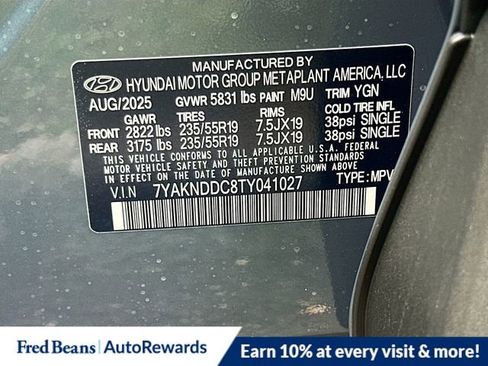 MANUFACTURED BY
HYUNDAI MOTOR GROUP METAPLANT AMERICA, LLC
AUG/2025 GVWR 5831 lbs PAINT M9U TRIM YGN
GAWR TIRES RIMS COLD TIRE INFL
FRONT 2822 lbs 235/55R19 7.5JX19 38psi SINGLE
REAR 3175 lbs 235/55R19 7.5JX19 38psi SINGLE
THIS VEHICLE CONFORMS TO ALL APPLICABLE U.S.A. FEDERAL
MOTOR VEHICLE SAFETY AND THEFT PREVENTION STANDARDS
IN EFFECT ON THE DATE OF MANUFACTURE SHOWN ABOVE.
V.I.N 7YAKNDDC8TY041027 TYPE: MPV
Fred Beans | AutoRewards
Earn 10% at every visit & more!